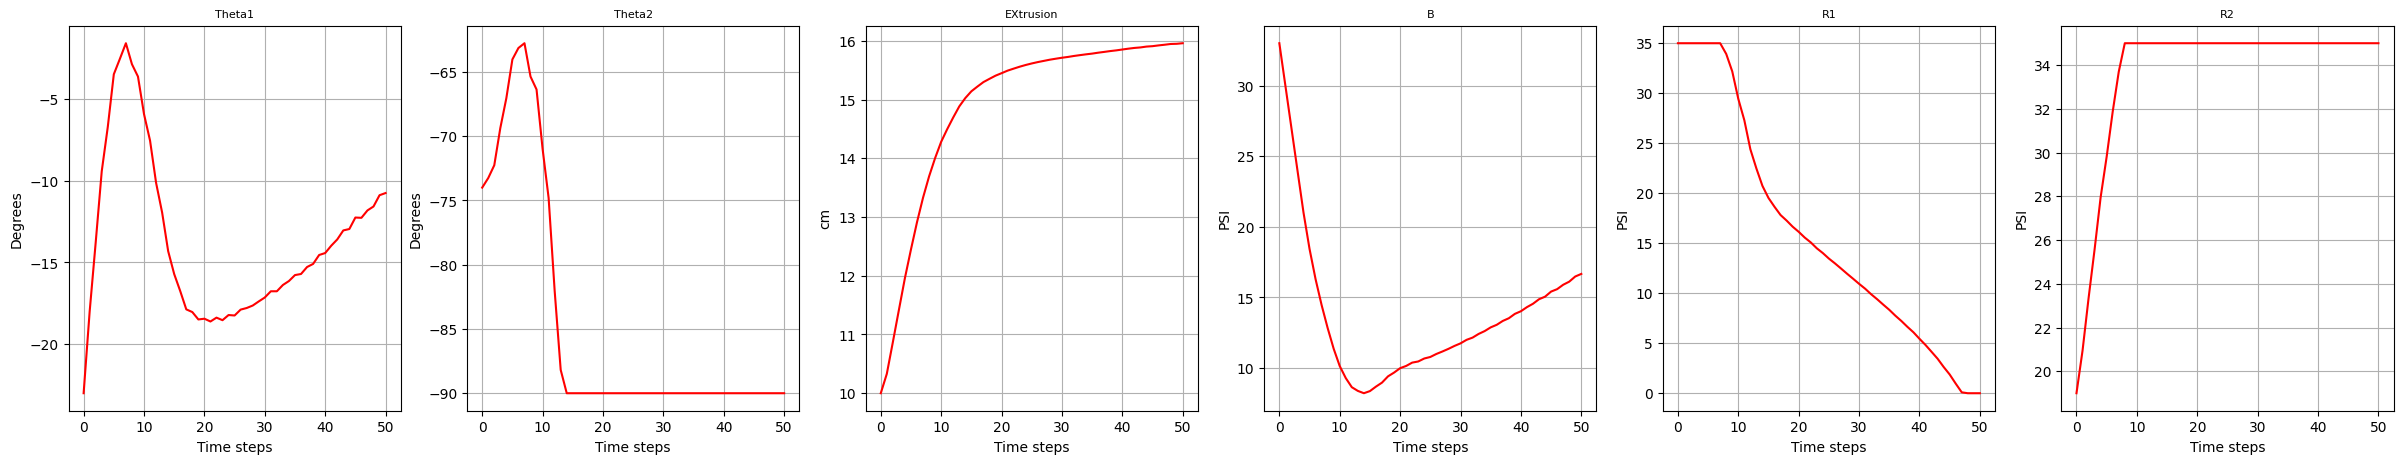 Theta1
Degrees
−5
−10
−15
−20
0 10 20 30 40 50
Time steps
Theta2
Degrees
−65
−70
−75
−80
−85
−90
0 10 20 30 40 50
Time steps
EXtrusion
cm
16
15
14
13
12
11
10
0 10 20 30 40 50
Time steps
B
PSI
30
25
20
15
10
0 10 20 30 40 50
Time steps
R1
PSI
35
30
25
20
15
10
5
0
0 10 20 30 40 50
Time steps
R2
PSI
34
32
30
28
26
24
22
20
0 10 20 30 40 50
Time steps